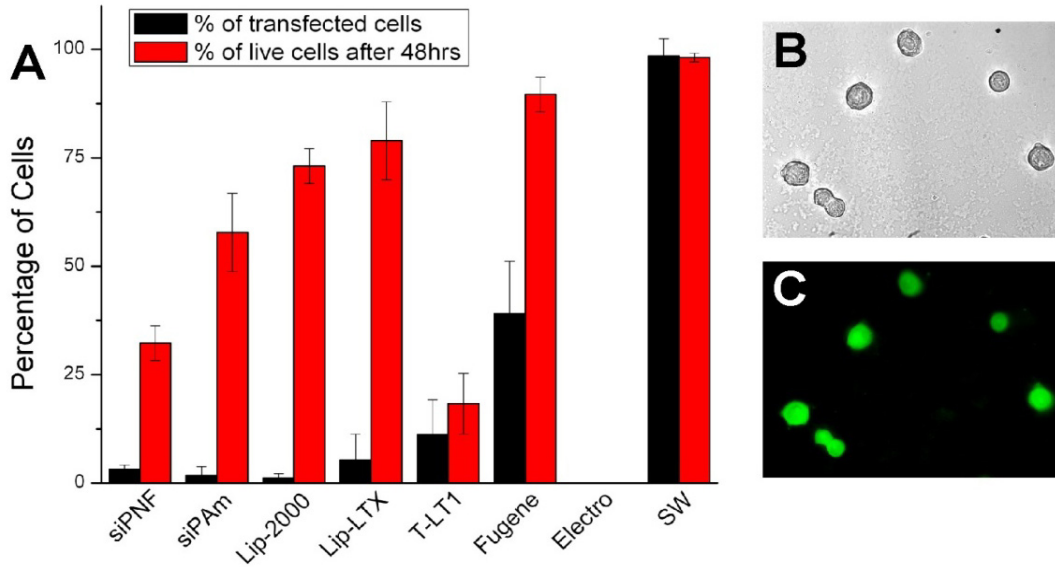 A
% of transfected cells
% of live cells after 48hrs
Percentage of Cells
100
75
50
25
0
siPNF
siPAm
Lip-2000
Lip-LTX
T-LT1
Fugene
Electro
SW
B
C